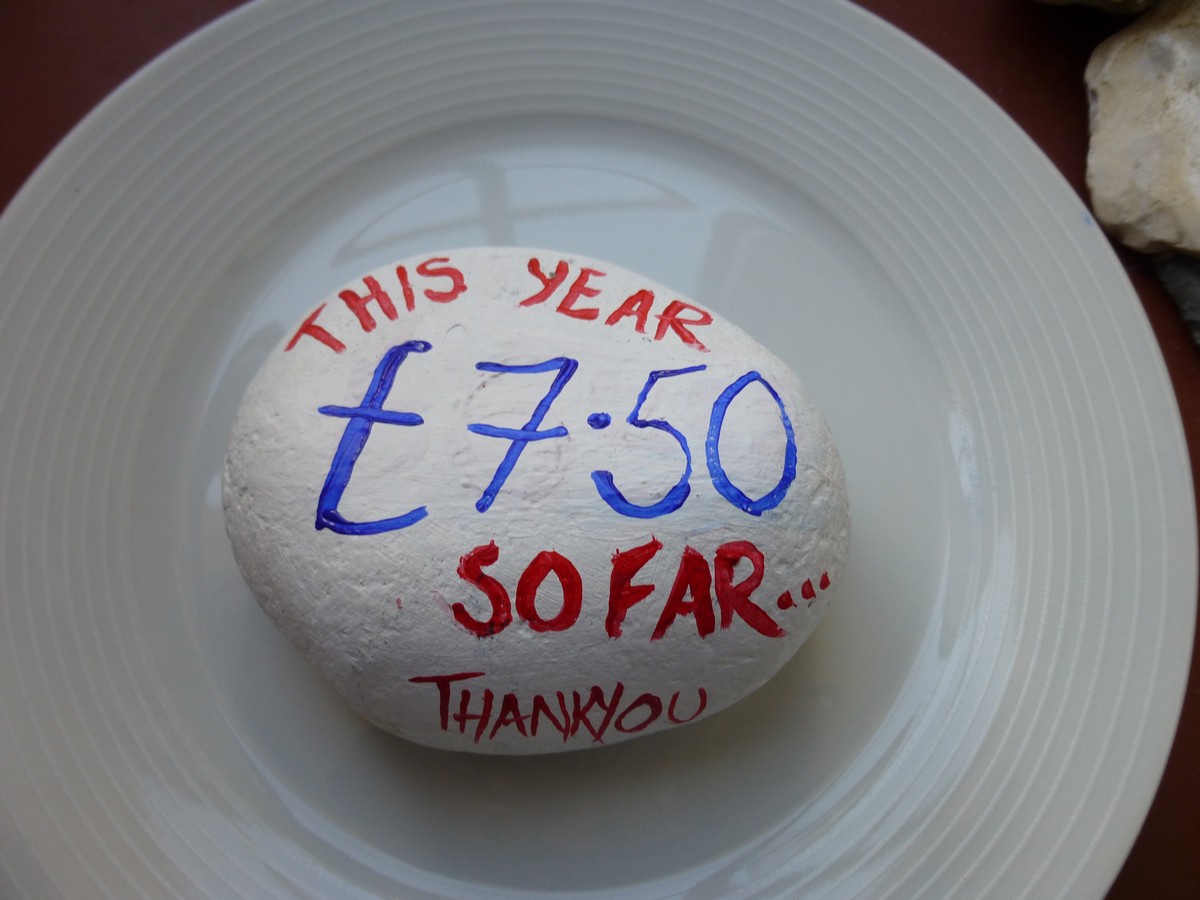 THIS YEAR
£7·50
SO FAR...
THANKYOU